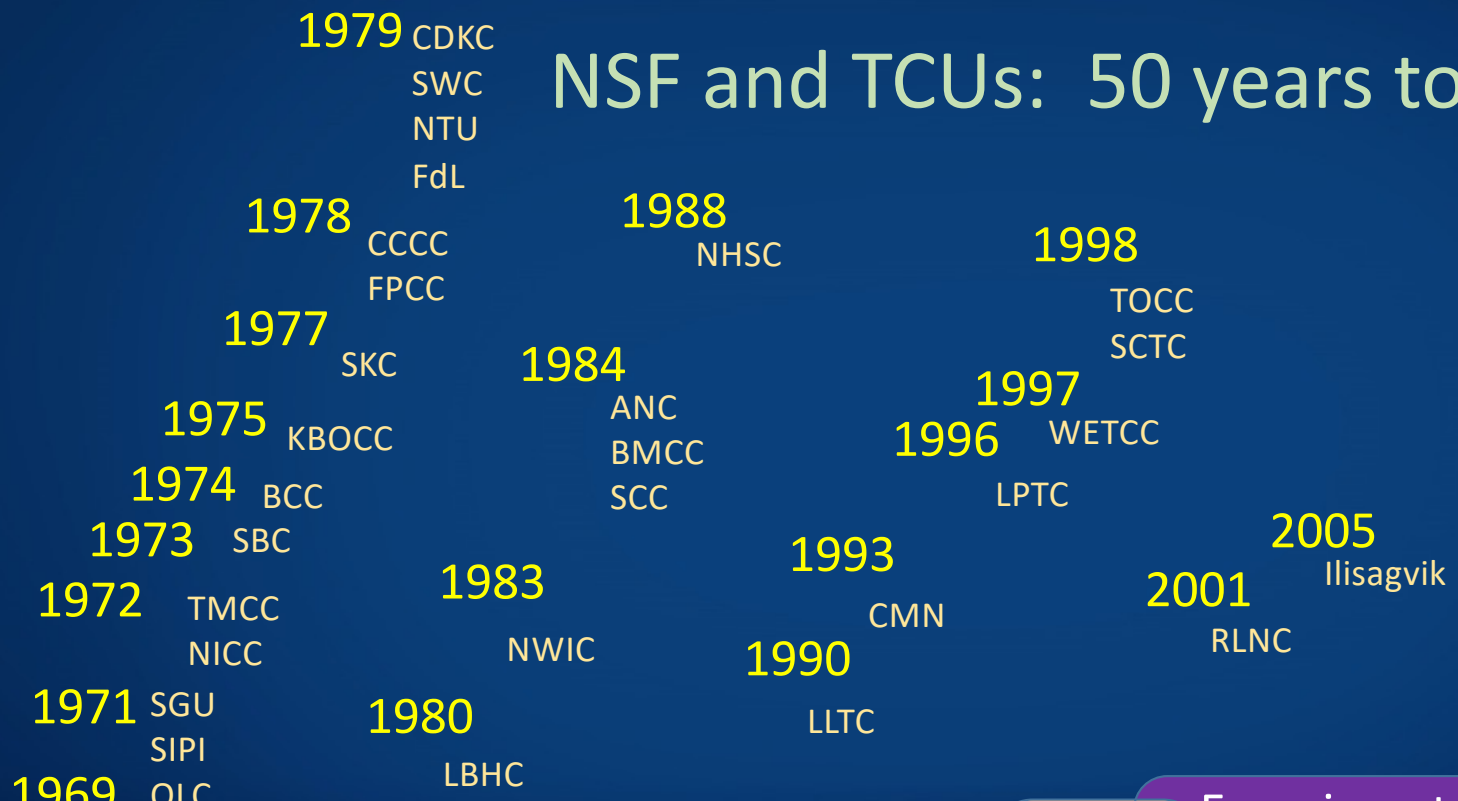 NSF and TCUs: 50 years to
1979 CDKC
SWC
NTU
FdL
1978 CCCC
FPCC
1977 SKC
1975 KBOCC
1974 BCC
1973 SBC
1972 TMCC
NICC
1971 SGU
SIPI
OLC
1969
1988
NHSC
1984
ANC
BMCC
SCC
1983
NWIC
1980
LBHC
1998
TOCC
SCTC
1997
WETCC
1996
LPTC
1993
CMN
1990
LLTC
2005
Ilisagvik
2001
RLNC